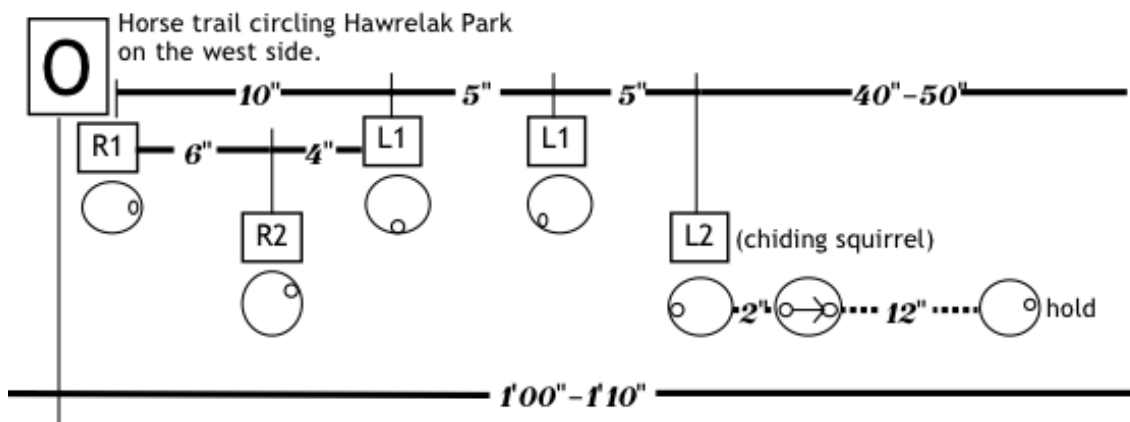 O
Horse trail circling Hawrelak Park
on the west side.
10" 5" 5" 40"-50"
R1 6" 4" L1 L1
R2 L2 (chiding squirrel)
2" 12" hold
1'00"-1'10"